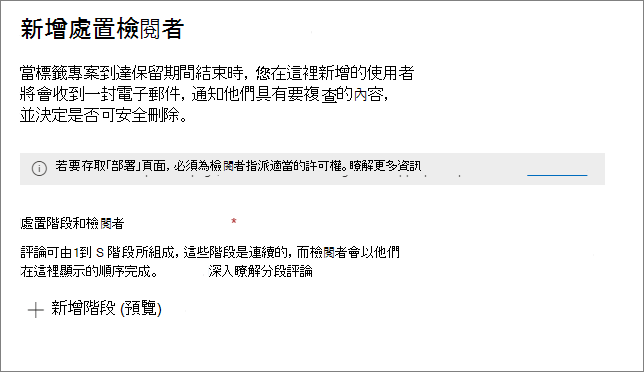 新增處置檢閱者
當標籤專案到達保留期間結束時，您在這裡新增的使用者
將會收到一封電子郵件，通知他們具有要複查的內容，
並決定是否可安全刪除。
若要存取「部署」頁面，必須為檢閱者指派適當的許可權。瞭解更多資訊
處置階段和檢閱者 *
評論可由1到 S 階段所組成，這些階段是連續的，而檢閱者會以他們
在這裡顯示的順序完成。 深入瞭解分段評論
新增階段 (預覽)